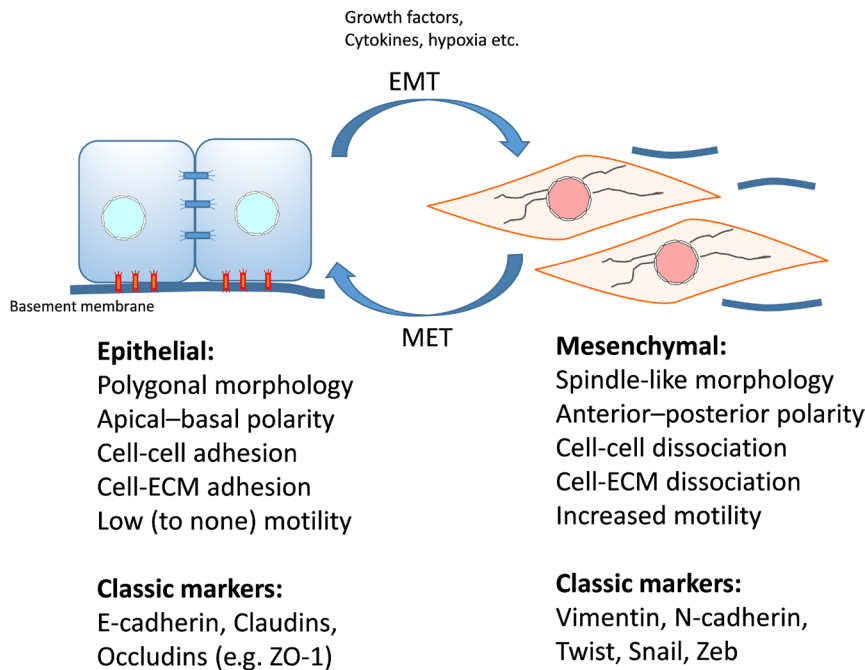 Growth factors,
Cytokines, hypoxia etc.
EMT
Basement membrane
MET
Epithelial:
Polygonal morphology
Apical–basal polarity
Cell-cell adhesion
Cell-ECM adhesion
Low (to none) motility
Classic markers:
E-cadherin, Claudins,
Occludins (e.g. ZO-1)
Mesenchymal:
Spindle-like morphology
Anterior–posterior polarity
Cell-cell dissociation
Cell-ECM dissociation
Increased motility
Classic markers:
Vimentin, N-cadherin,
Twist, Snail, Zeb